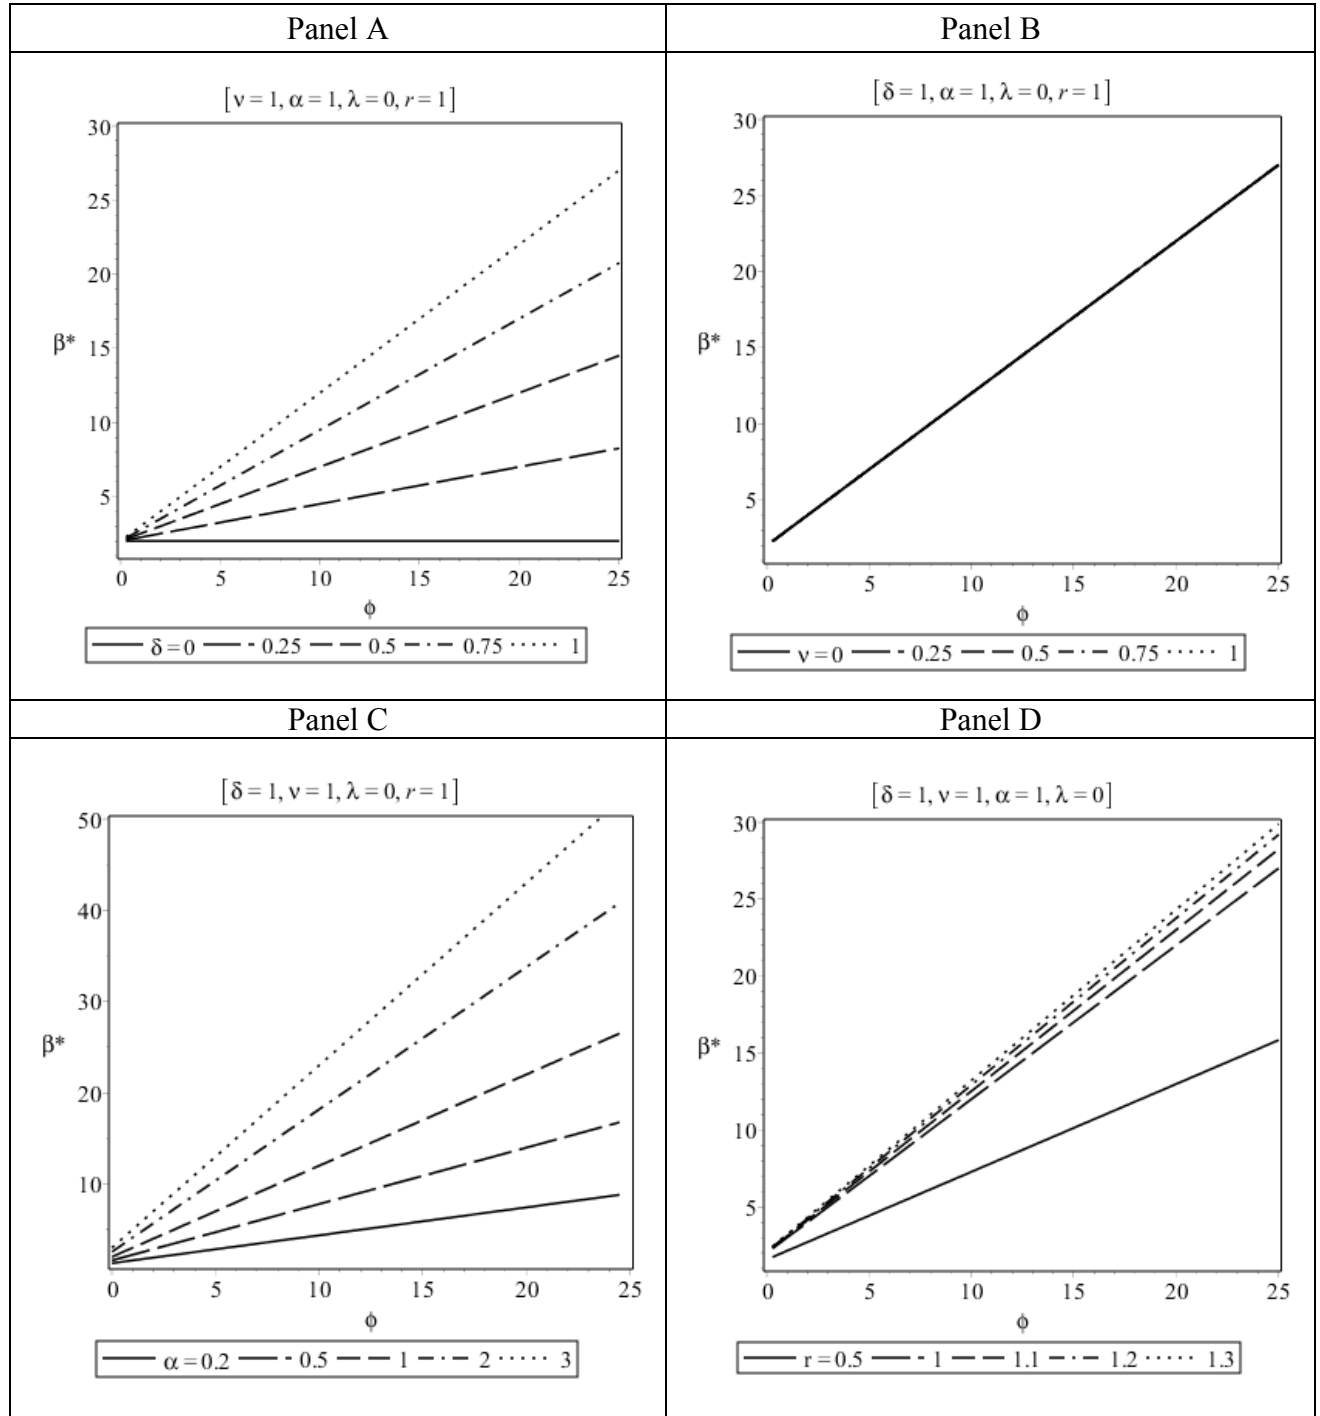 Panel A
Panel B
[ν = 1, α = 1, λ = 0, r = 1]
30
25
20
β* 15
10
5
0 5 10 15 20 25
ϕ
δ = 0 0.25 0.5 0.75 1
[δ = 1, α = 1, λ = 0, r = 1]
30
25
20
β* 15
10
5
0 5 10 15 20 25
ϕ
ν = 0 0.25 0.5 0.75 1
Panel C
Panel D
[δ = 1, ν = 1, λ = 0, r = 1]
50
40
30
β*
20
10
0 5 10 15 20 25
ϕ
α = 0.2 0.5 1 2 3
[δ = 1, ν = 1, α = 1, λ = 0]
30
25
20
β* 15
10
5
0 5 10 15 20 25
ϕ
r = 0.5 1 1.1 1.2 1.3